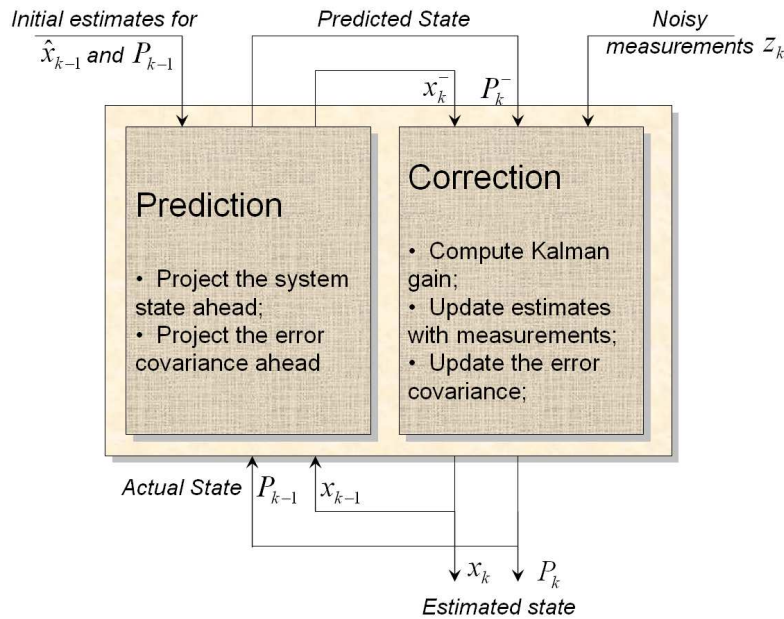 Initial estimates for
x̂ₖ₋₁ and Pₖ₋₁
Predicted State
Noisy
measurements zₖ
xₖ⁻ Pₖ⁻
Prediction
• Project the system
state ahead;
• Project the error
covariance ahead
Correction
• Compute Kalman
gain;
• Update estimates
with measurements;
• Update the error
covariance;
Actual State Pₖ₋₁ xₖ₋₁
xₖ Pₖ
Estimated state